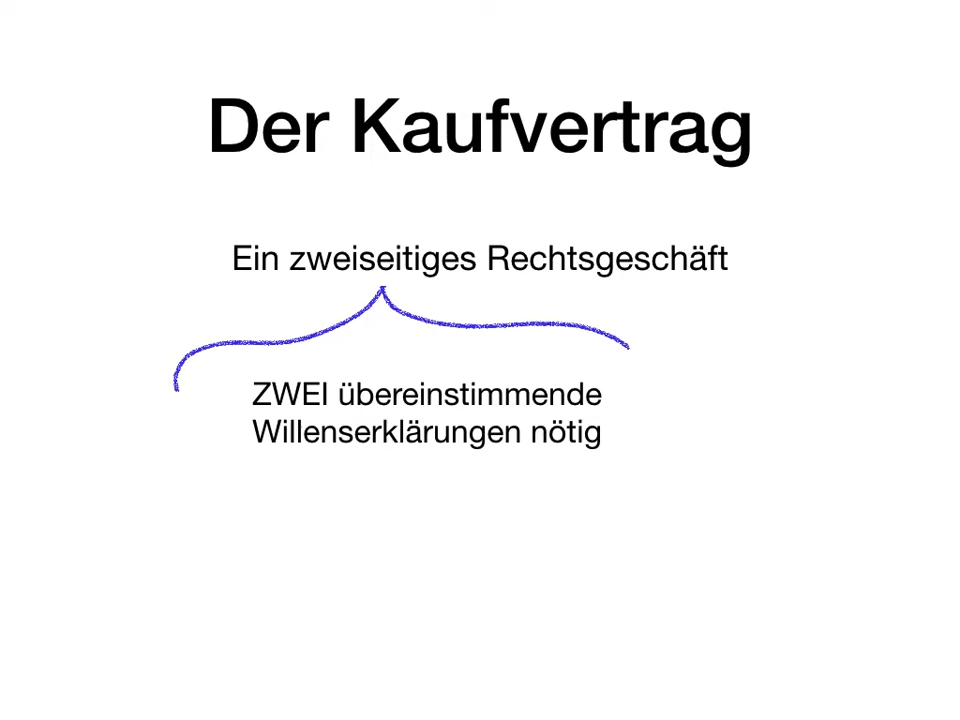 Der Kaufvertrag
Ein zweiseitiges Rechtsgeschäft
ZWEI übereinstimmende
Willenserklärungen nötig